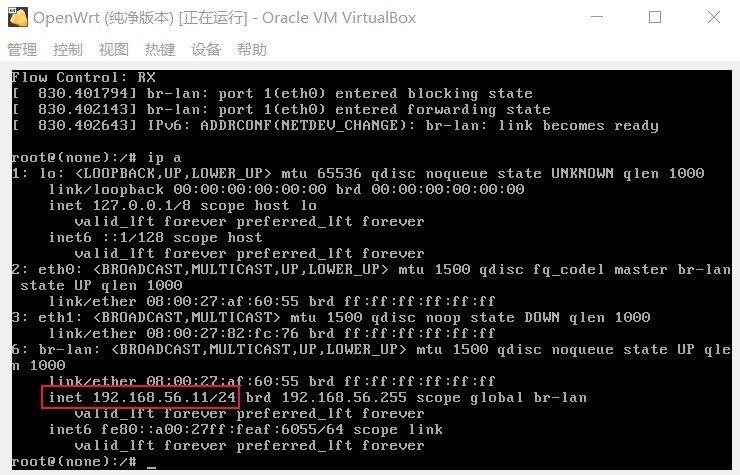 OpenWrt (纯净版本) [正在运行] - Oracle VM VirtualBox
管理 控制 视图 热键 设备 帮助
Flow Control: RX
[  830.401794] br-lan: port 1(eth0) entered blocking state
[  830.402143] br-lan: port 1(eth0) entered forwarding state
[  830.402643] IPv6: ADDRCONF(NETDEV_CHANGE): br-lan: link becomes ready
root@(none):/# ip a
1: lo: <LOOPBACK,UP,LOWER_UP> mtu 65536 qdisc noqueue state UNKNOWN qlen 1000
    link/loopback 00:00:00:00:00:00 brd 00:00:00:00:00:00
    inet 127.0.0.1/8 scope host lo
       valid_lft forever preferred_lft forever
    inet6 ::1/128 scope host
       valid_lft forever preferred_lft forever
2: eth0: <BROADCAST,MULTICAST,UP,LOWER_UP> mtu 1500 qdisc fq_codel master br-lan
 state UP qlen 1000
    link/ether 08:00:27:af:60:55 brd ff:ff:ff:ff:ff:ff
3: eth1: <BROADCAST,MULTICAST> mtu 1500 qdisc noop state DOWN qlen 1000
    link/ether 08:00:27:82:fc:76 brd ff:ff:ff:ff:ff:ff
6: br-lan: <BROADCAST,MULTICAST,UP,LOWER_UP> mtu 1500 qdisc noqueue state UP qle
n 1000
    link/ether 08:00:27:af:60:55 brd ff:ff:ff:ff:ff:ff
    inet 192.168.56.11/24 brd 192.168.56.255 scope global br-lan
       valid_lft forever preferred_lft forever
    inet6 fe80::a00:27ff:feaf:6055/64 scope link
       valid_lft forever preferred_lft forever
root@(none):/# _